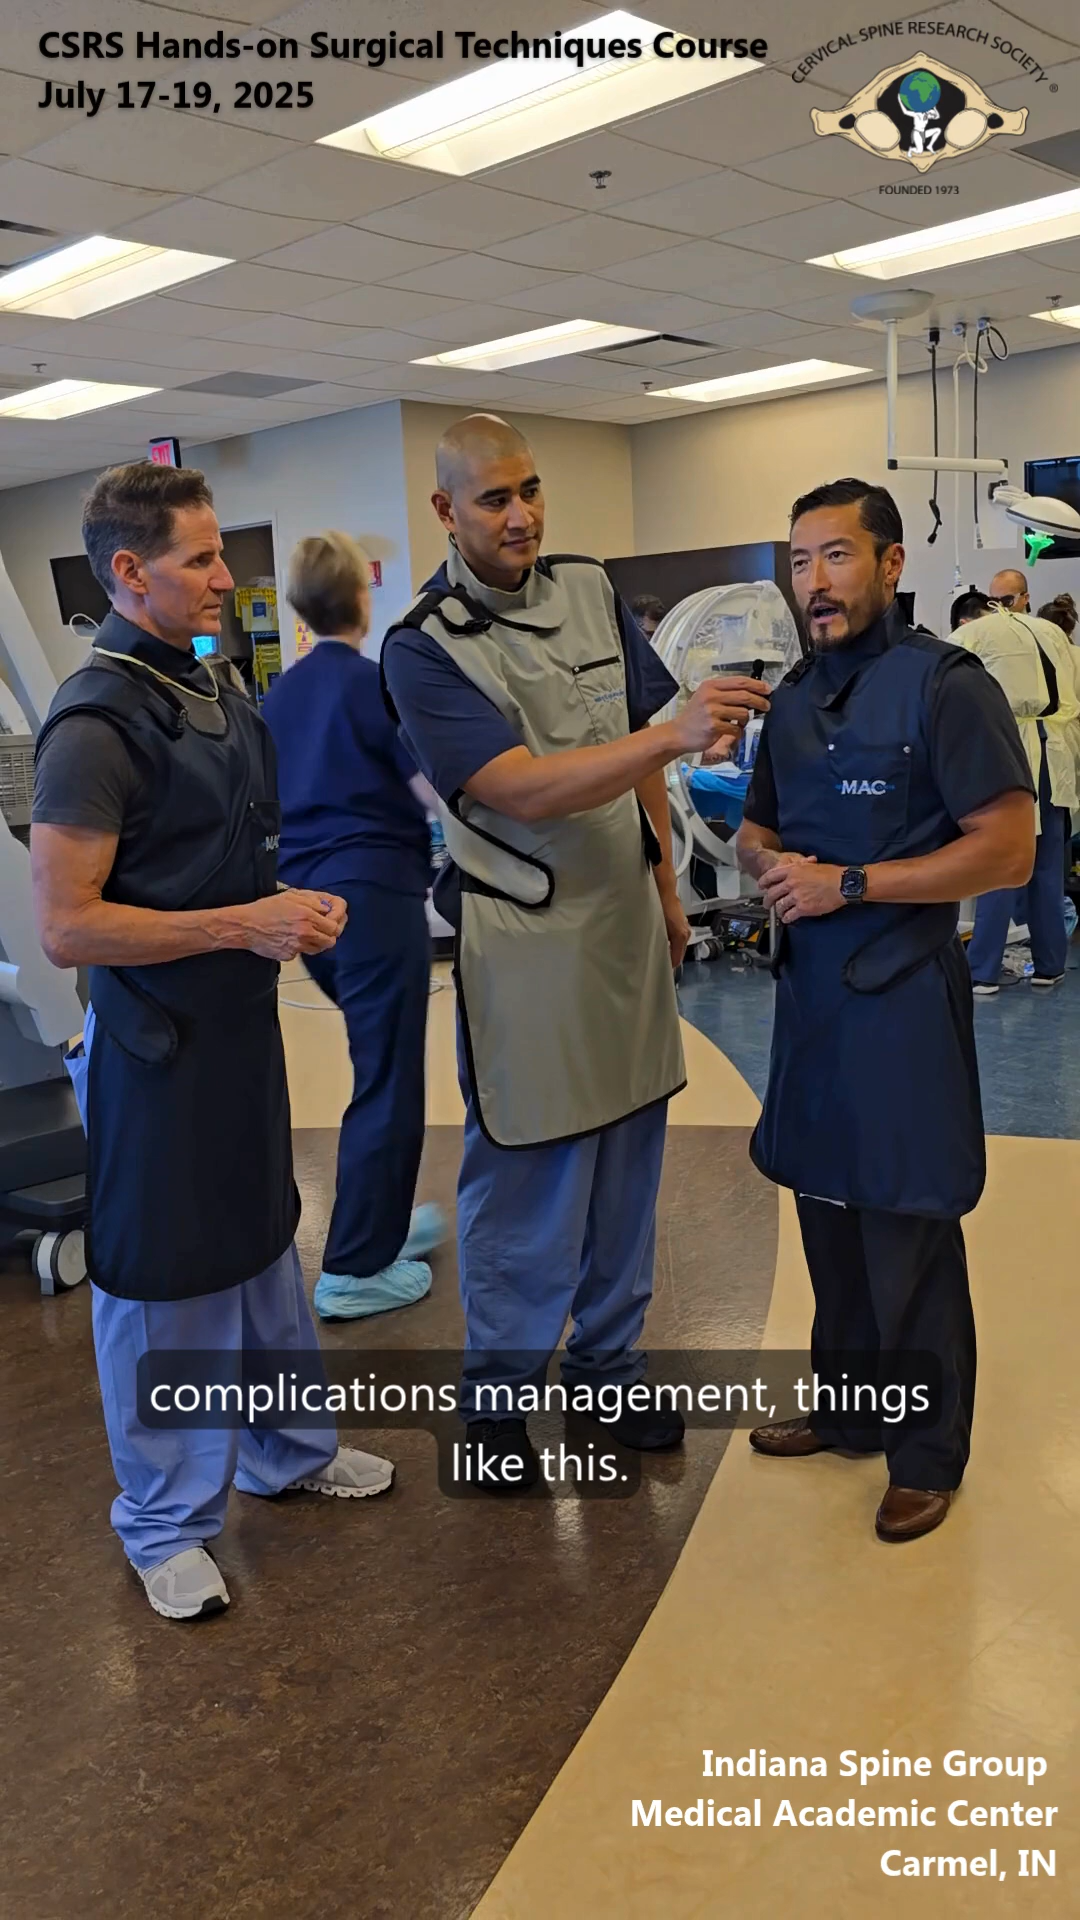 CSRS Hands-on Surgical Techniques Course
July 17-19, 2025
CERVICAL SPINE RESEARCH SOCIETY ®
FOUNDED 1973
MAC
MAC
complications management, things
like this.
Indiana Spine Group
Medical Academic Center
Carmel, IN